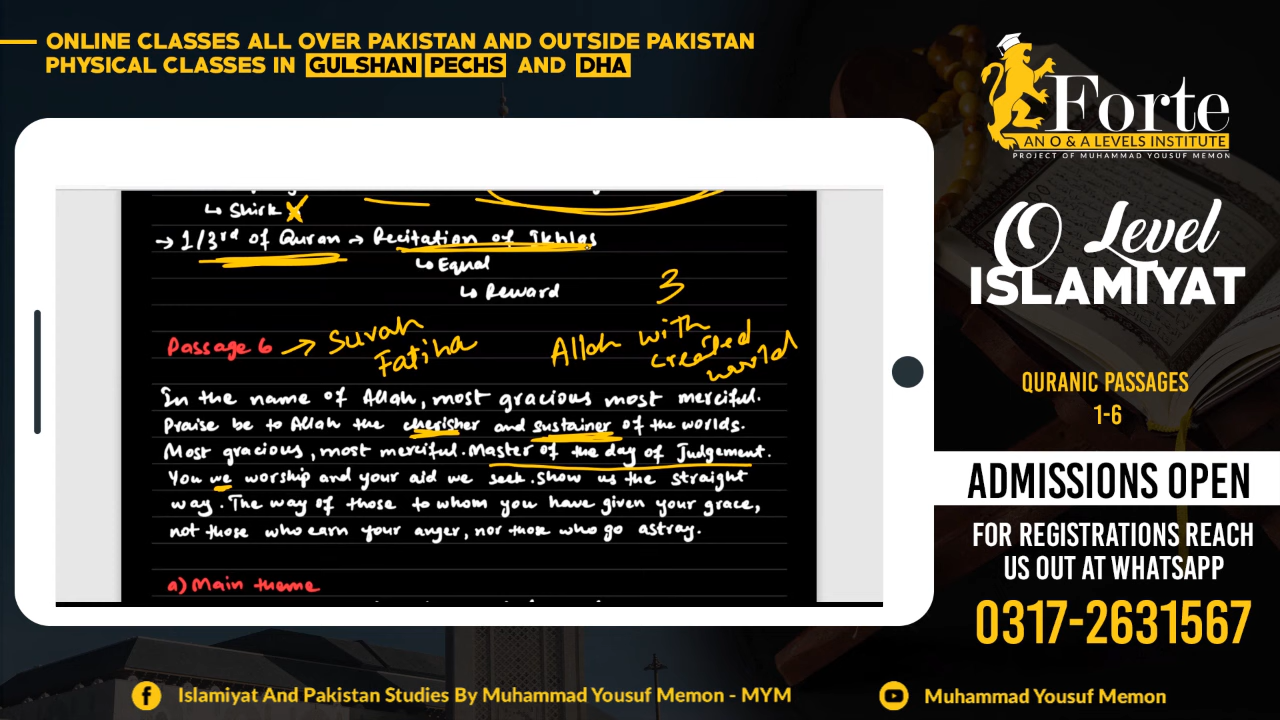 ONLINE CLASSES ALL OVER PAKISTAN AND OUTSIDE PAKISTAN
PHYSICAL CLASSES IN GULSHAN PECHS AND DHA
Forte
AN O & A LEVELS INSTITUTE
PROJECT OF MUHAMMAD YOUSUF MEMON
O Level
ISLAMIYAT
QURANIC PASSAGES
1-6
ADMISSIONS OPEN
FOR REGISTRATIONS REACH
US OUT AT WHATSAPP
0317-2631567
↳ Shirk X
→ 1/3rd of Quran → Recitation of Ikhlas
↳ Equal
↳ Reward
3
Passage 6 → Surah Fatiha
Allah with created world
In the name of Allah, most gracious most merciful.
Praise be to Allah the cherisher and sustainer of the worlds.
Most gracious, most merciful. Master of the day of Judgement.
You we worship and your aid we seek. Show us the straight
way. The way of those to whom you have given your grace,
not those who earn your anger, nor those who go astray.
a) Main theme
Islamiyat And Pakistan Studies By Muhammad Yousuf Memon - MYM
Muhammad Yousuf Memon